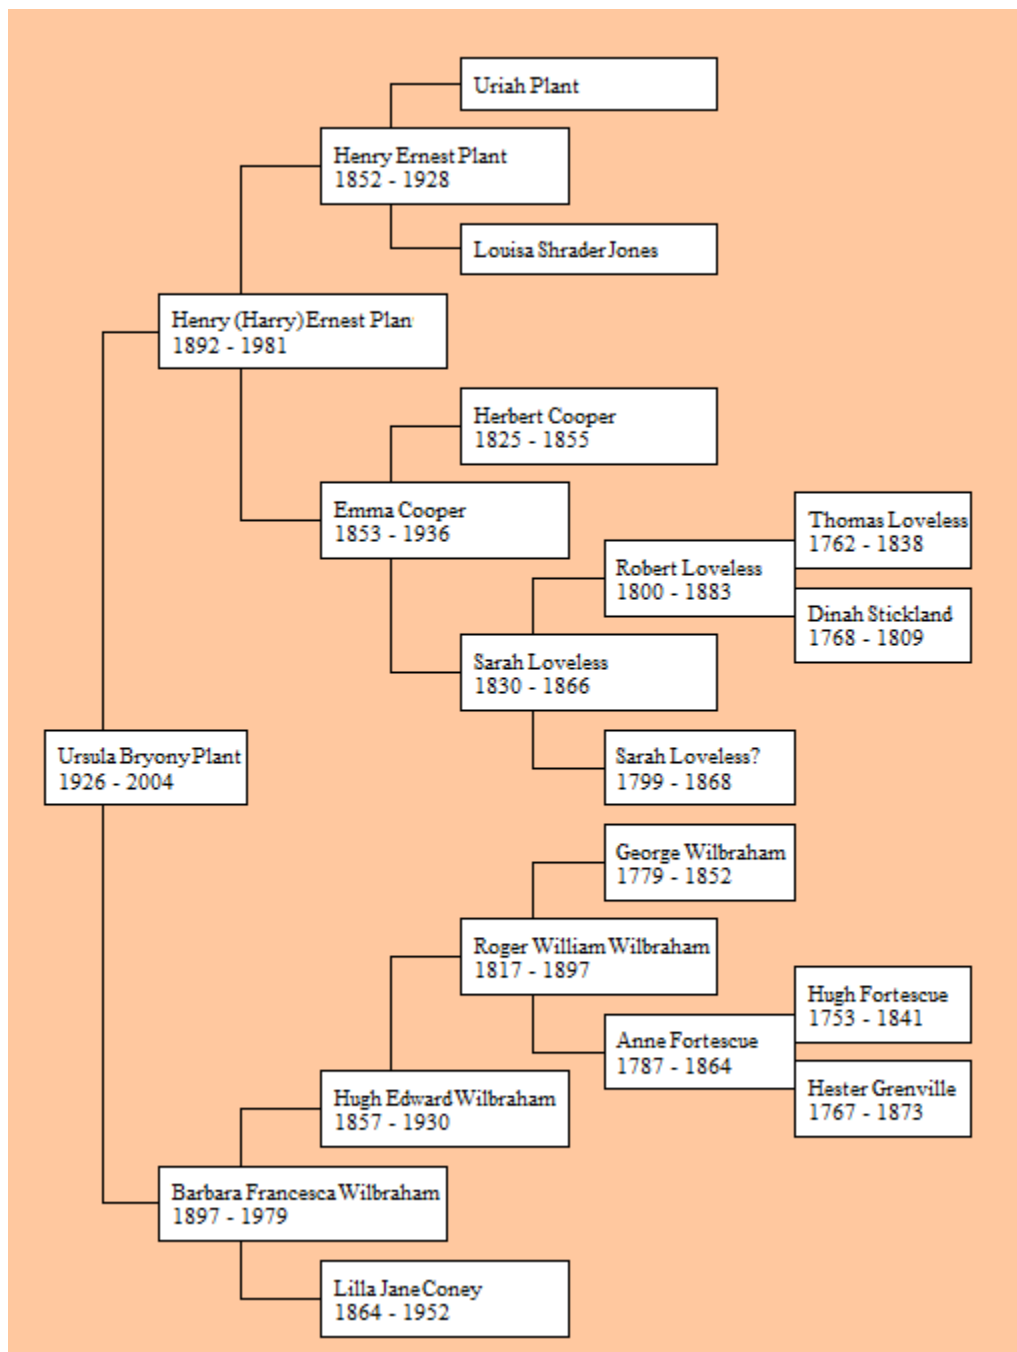 Uriah Plant
Henry Ernest Plant
1852 - 1928
Louisa Shrader Jones
Henry (Harry) Ernest Plan
1892 - 1981
Herbert Cooper
1825 - 1855
Emma Cooper
1853 - 1936
Thomas Loveless
1762 - 1838
Robert Loveless
1800 - 1883
Dinah Stickland
1768 - 1809
Sarah Loveless
1830 - 1866
Ursula Bryony Plant
1926 - 2004
Sarah Loveless?
1799 - 1868
George Wilbraham
1779 - 1852
Roger William Wilbraham
1817 - 1897
Hugh Fortescue
1753 - 1841
Anne Fortescue
1787 - 1864
Hester Grenville
1767 - 1873
Hugh Edward Wilbraham
1857 - 1930
Barbara Francesca Wilbraham
1897 - 1979
Lilla Jane Coney
1864 - 1952